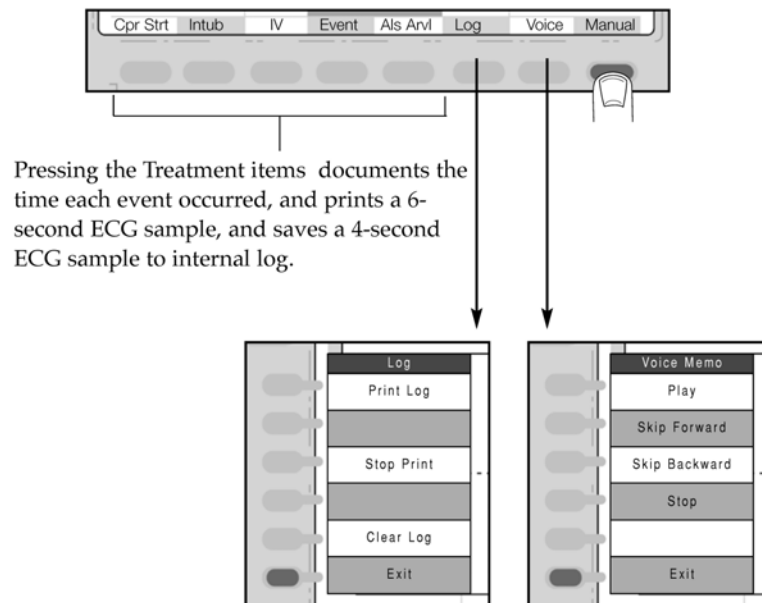 Cpr Strt Intub IV Event Als Arvl Log Voice Manual
Pressing the Treatment items documents the
time each event occurred, and prints a 6-
second ECG sample, and saves a 4-second
ECG sample to internal log.
Log
Print Log
Stop Print
Clear Log
Exit
Voice Memo
Play
Skip Forward
Skip Backward
Stop
Exit